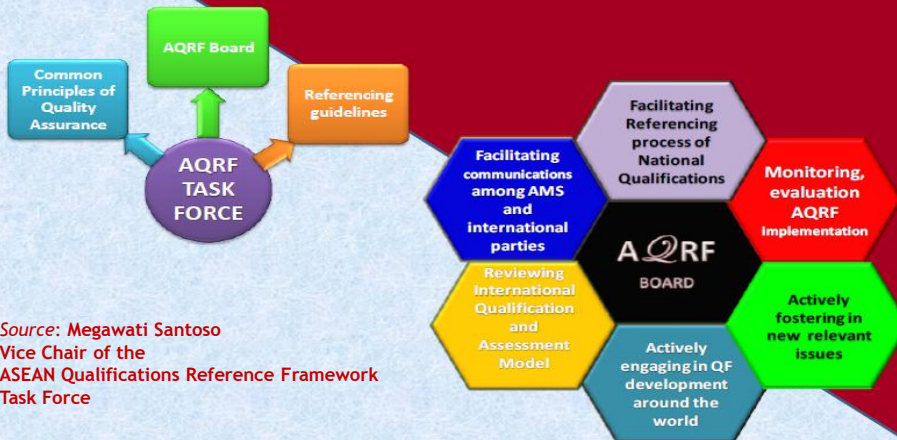 AQRF Board
Common
Principles of
Quality
Assurance
Referencing
guidelines
AQRF
TASK
FORCE
Facilitating
Referencing
process of
National
Qualifications
Facilitating
communications
among AMS
and
international
parties
Monitoring,
evaluation
AQRF
implementation
AQRF
BOARD
Reviewing
International
Qualification
and
Assessment
Model
Actively
fostering in
new relevant
issues
Actively
engaging in QF
development
around the
world
Source: Megawati Santoso
Vice Chair of the
ASEAN Qualifications Reference Framework
Task Force